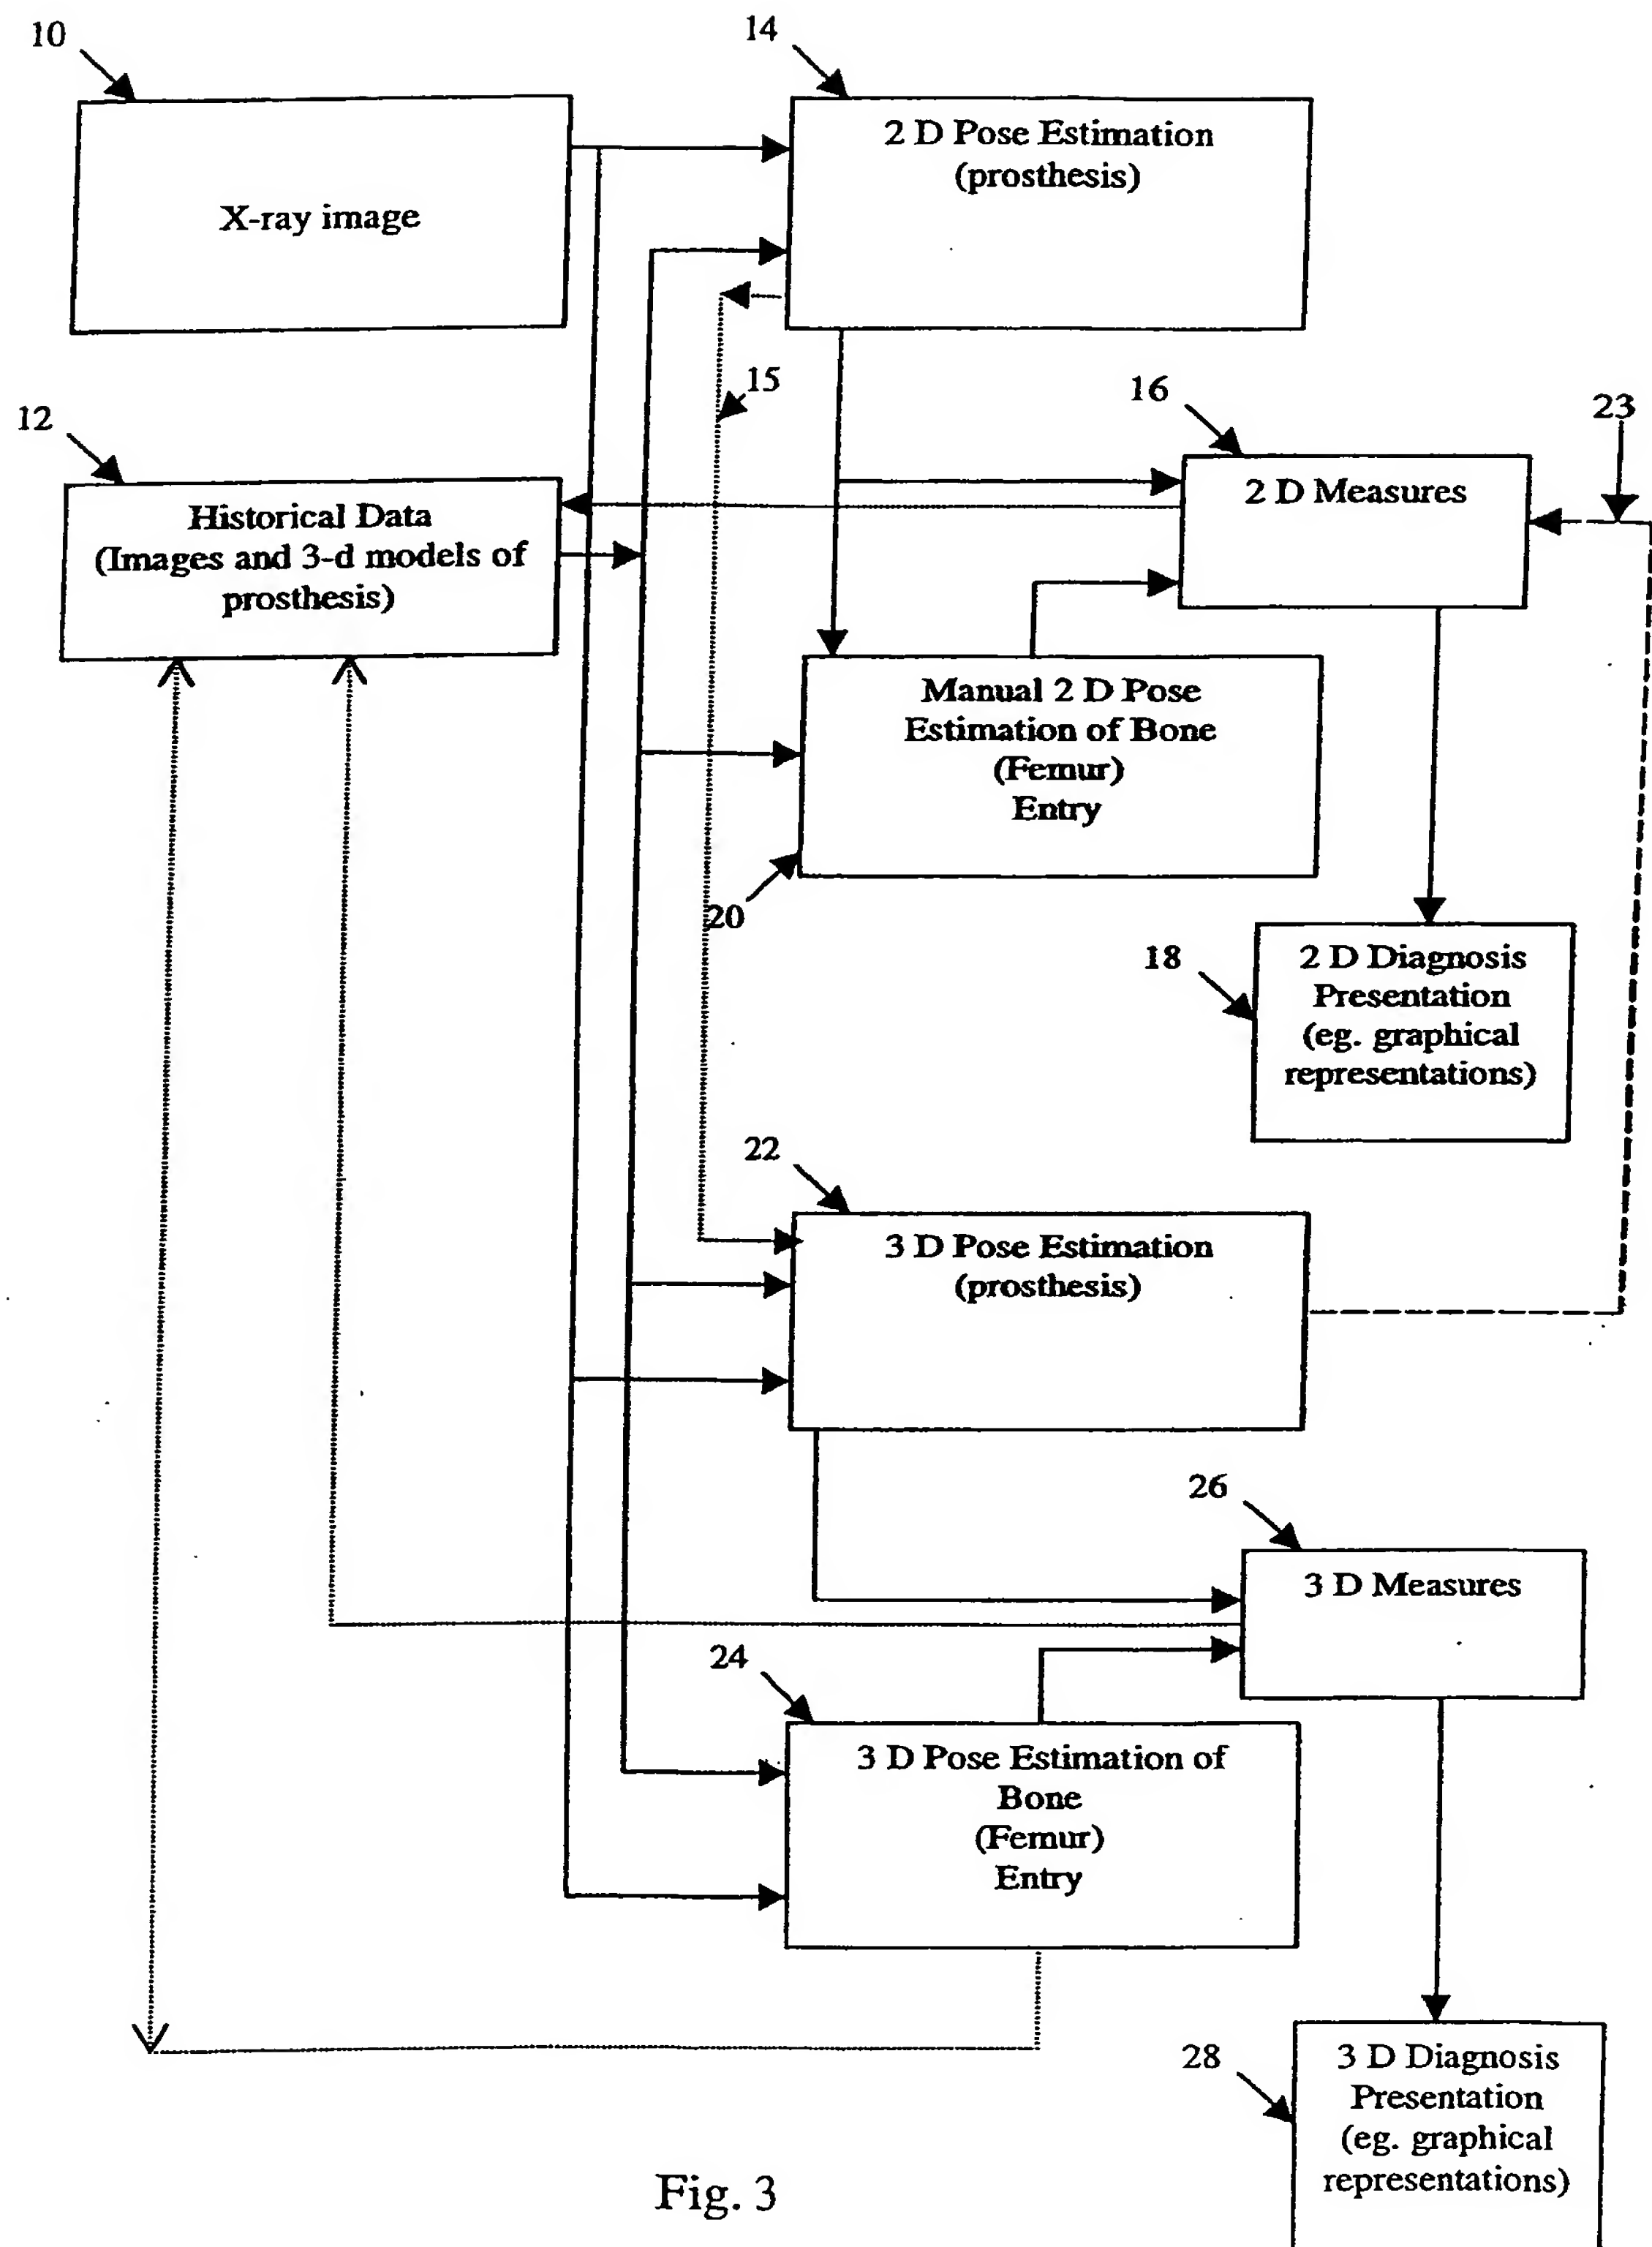 10
14
X-ray image
2 D Pose Estimation
(prosthesis)
15
16
23
12
Historical Data
(Images and 3-d models of
prosthesis)
2 D Measures
Manual 2 D Pose
Estimation of Bone
(Femur)
Entry
20
18
2 D Diagnosis
Presentation
(eg. graphical
representations)
22
3 D Pose Estimation
(prosthesis)
26
3 D Measures
24
3 D Pose Estimation of
Bone
(Femur)
Entry
28
3 D Diagnosis
Presentation
(eg. graphical
representations)
Fig. 3